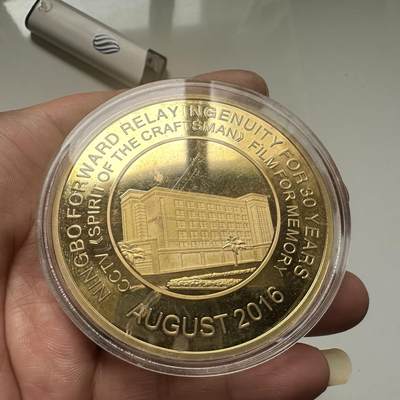 NINGBO FORWARD RELAY INGENUITY FOR 30 YEARS
CCTV《SPIRIT OF THE CRAFTSMAN》 FILM FOR MEMORY
AUGUST 2016